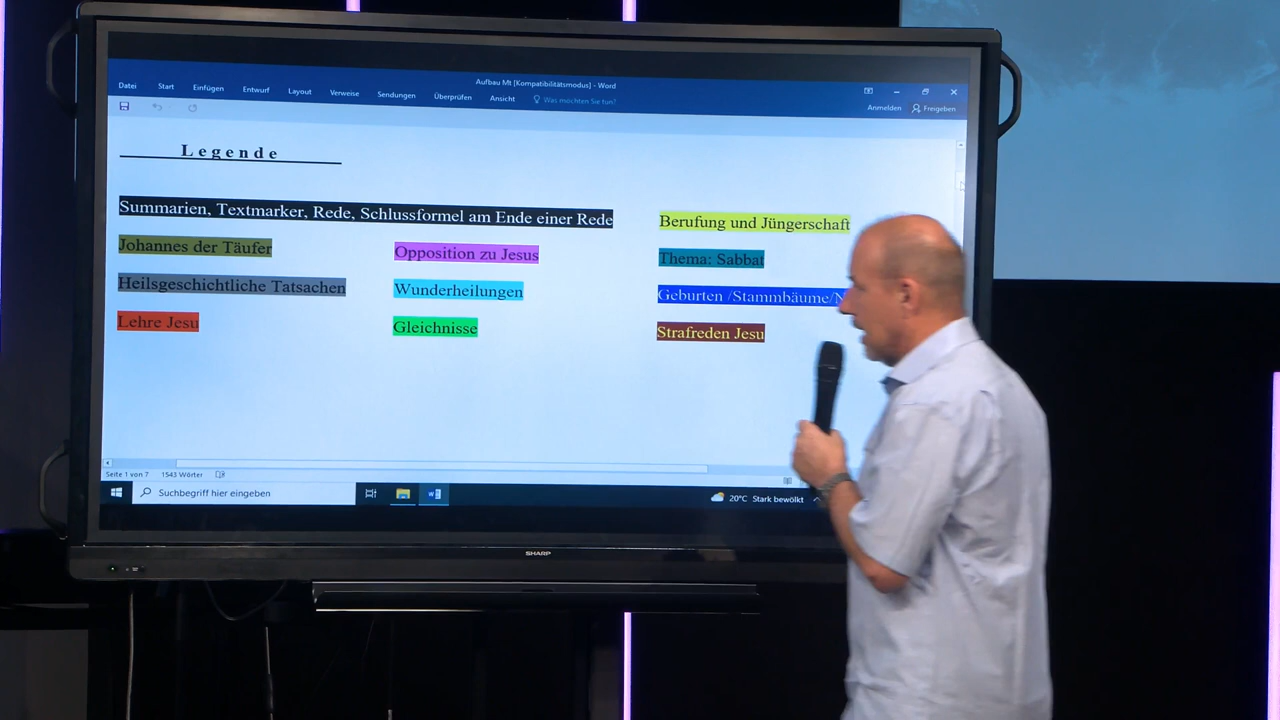 Aufbau Mt [Kompatibilitätsmodus] - Word
Datei Start Einfügen Entwurf Layout Verweise Sendungen Überprüfen Ansicht Was möchten Sie tun?
Anmelden Freigeben
Legende
Summarien, Textmarker, Rede, Schlussformel am Ende einer Rede
Berufung und Jüngerschaft
Johannes der Täufer
Opposition zu Jesus
Thema: Sabbat
Heilsgeschichtliche Tatsachen
Wunderheilungen
Geburten /Stammbäume/
Lehre Jesu
Gleichnisse
Strafreden Jesu
Seite 1 von 7 1543 Wörter
Suchbegriff hier eingeben
20°C Stark bewölkt
SHARP